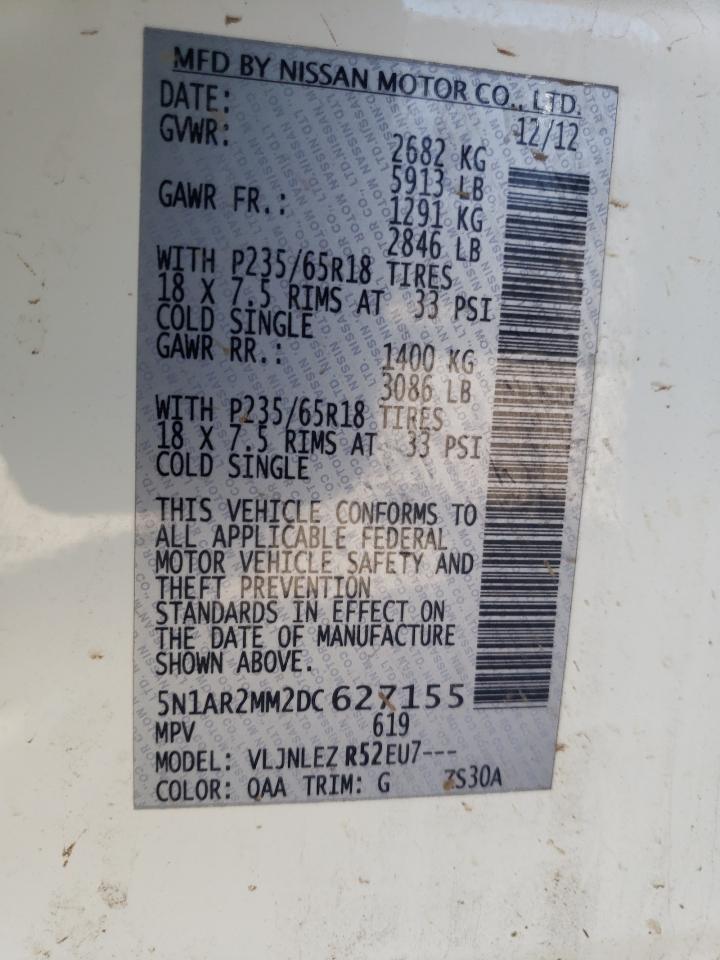 MFD BY NISSAN MOTOR CO., LTD.
DATE: 12/12
GVWR: 2682 KG
5913 LB
GAWR FR.: 1291 KG
2846 LB
WITH P235/65R18 TIRES
18 X 7.5 RIMS AT 33 PSI
COLD SINGLE
GAWR RR.: 1400 KG
3086 LB
WITH P235/65R18 TIRES
18 X 7.5 RIMS AT 33 PSI
COLD SINGLE
THIS VEHICLE CONFORMS TO
ALL APPLICABLE FEDERAL
MOTOR VEHICLE SAFETY AND
THEFT PREVENTION
STANDARDS IN EFFECT ON
THE DATE OF MANUFACTURE
SHOWN ABOVE.
5N1AR2MM2DC627155
MPV 619
MODEL: VLJNLEZ R52EU7---
COLOR: QAA TRIM: G ZS30A